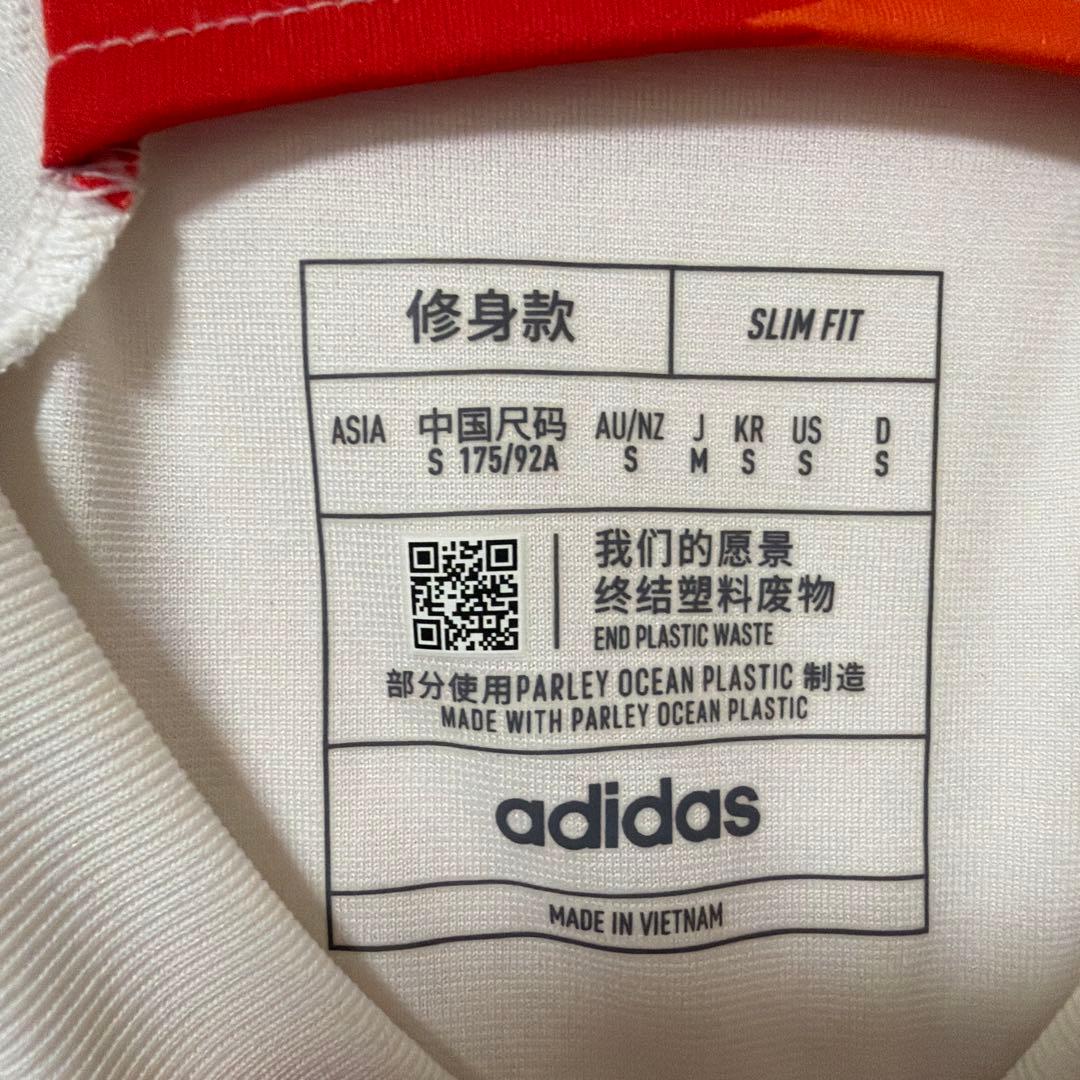 修身款 SLIM FIT
ASIA 中国尺码 AU/NZ J KR US D
S 175/92A S M S S S
我们的愿景
终结塑料废物
END PLASTIC WASTE
部分使用PARLEY OCEAN PLASTIC 制造
MADE WITH PARLEY OCEAN PLASTIC
adidas
MADE IN VIETNAM